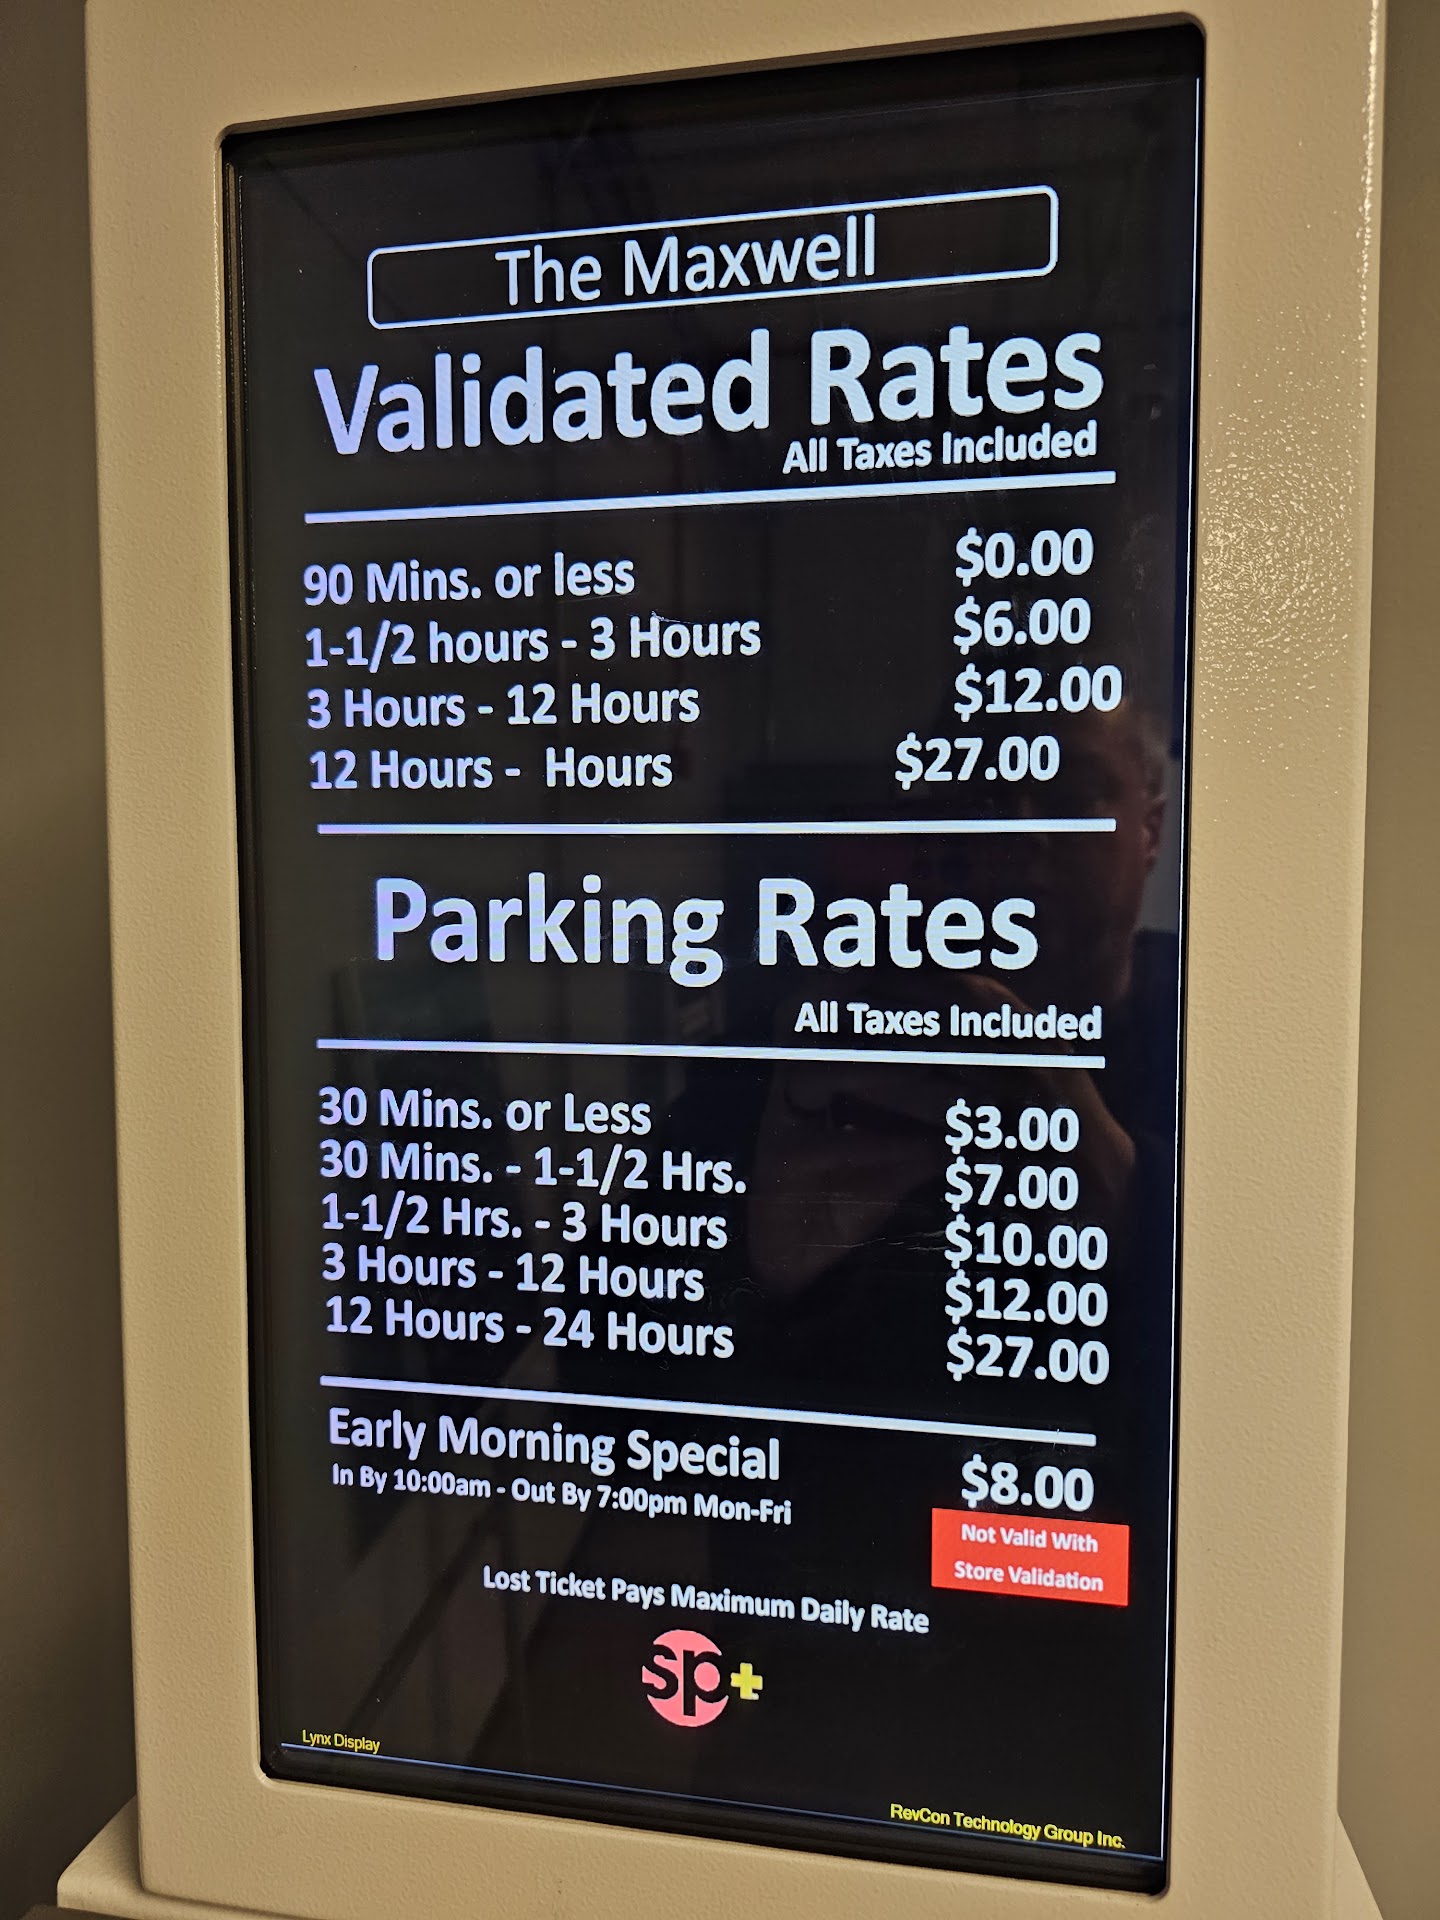 The Maxwell
Validated Rates
All Taxes Included
90 Mins. or less $0.00
1-1/2 hours - 3 Hours $6.00
3 Hours - 12 Hours $12.00
12 Hours - Hours $27.00
Parking Rates
All Taxes Included
30 Mins. or Less $3.00
30 Mins. - 1-1/2 Hrs. $7.00
1-1/2 Hrs. - 3 Hours $10.00
3 Hours - 12 Hours $12.00
12 Hours - 24 Hours $27.00
Early Morning Special $8.00
In By 10:00am - Out By 7:00pm Mon-Fri
Not Valid With
Store Validation
Lost Ticket Pays Maximum Daily Rate
sp+
Lynx Display
RevCon Technology Group Inc.